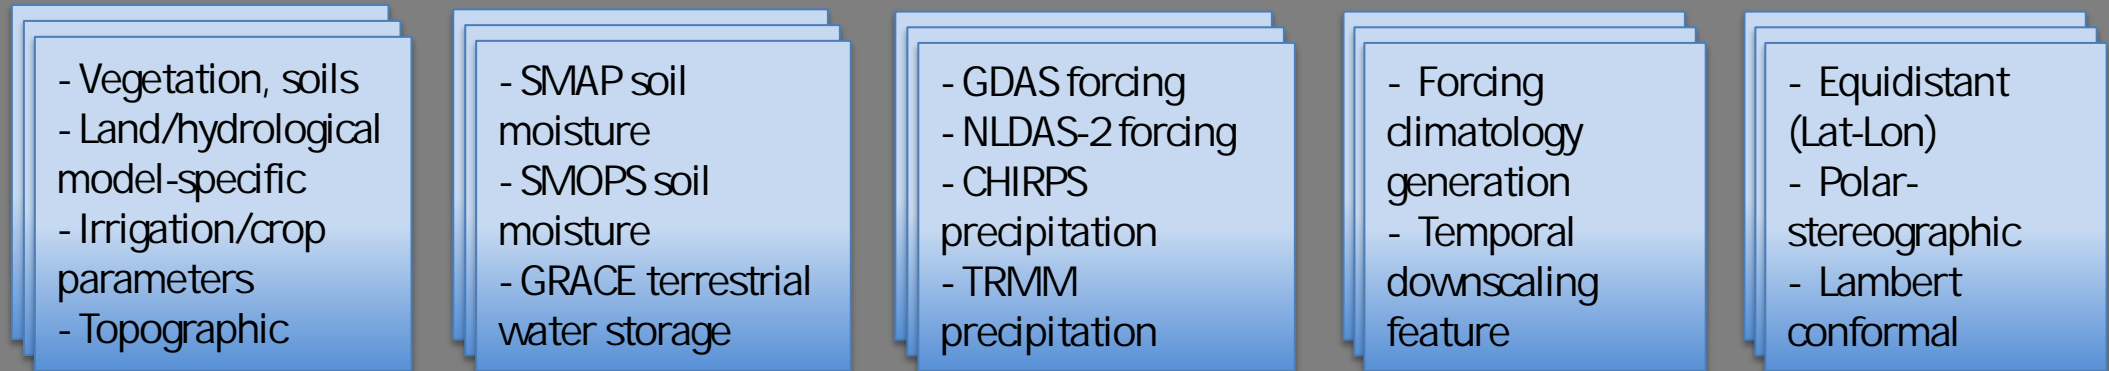 - Vegetation, soils
- Land/hydrological
model-specific
- Irrigation/crop
parameters
- Topographic
- SMAP soil
moisture
- SMOPS soil
moisture
- GRACE terrestrial
water storage
- GDAS forcing
- NLDAS-2 forcing
- CHIRPS
precipitation
- TRMM
precipitation
- Forcing
climatology
generation
- Temporal
downscaling
feature
- Equidistant
(Lat-Lon)
- Polar-
stereographic
- Lambert
conformal